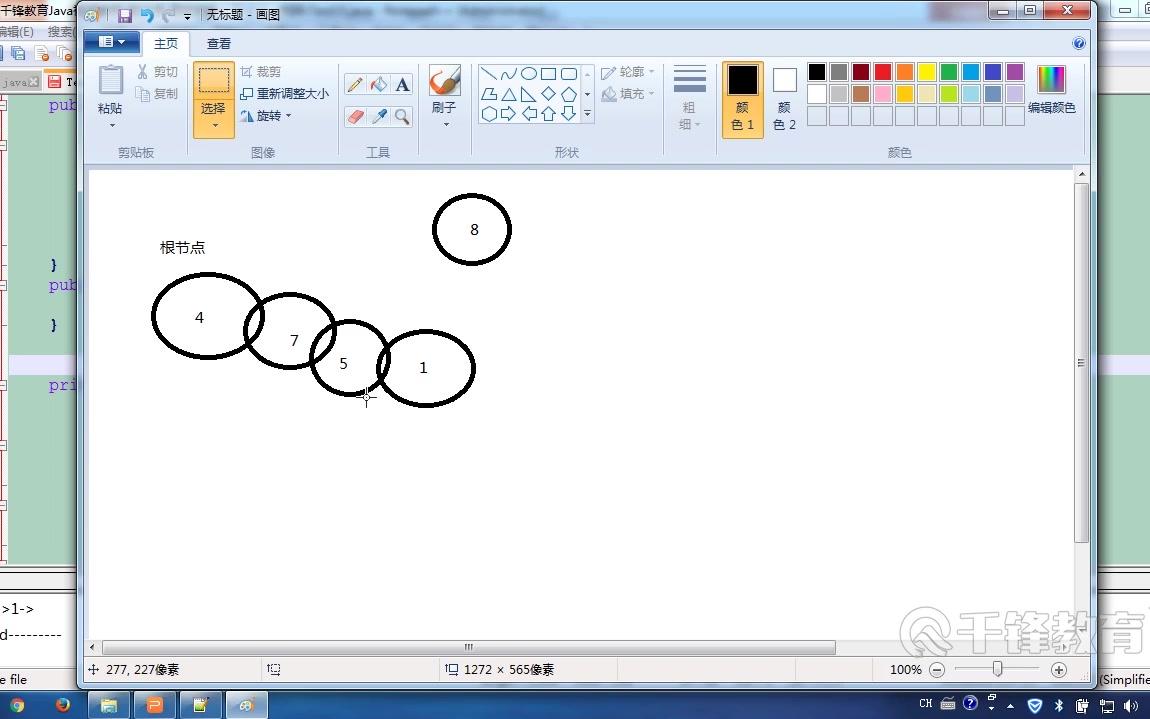 千锋教育Java
无标题 - 画图
编辑(E) 搜索
主页
查看
粘贴
剪切
复制
剪贴板
选择
裁剪
重新调整大小
旋转
图像
A
工具
刷子
形状
轮廓
填充
粗细
颜色 1
颜色 2
编辑颜色
颜色
java
Te
pub
}
pub
}
pri
根节点
8
4
7
5
1
>1->
d---------
e file
277, 227像素
1272 × 565像素
100%
(Simplifie
千锋教育
CH